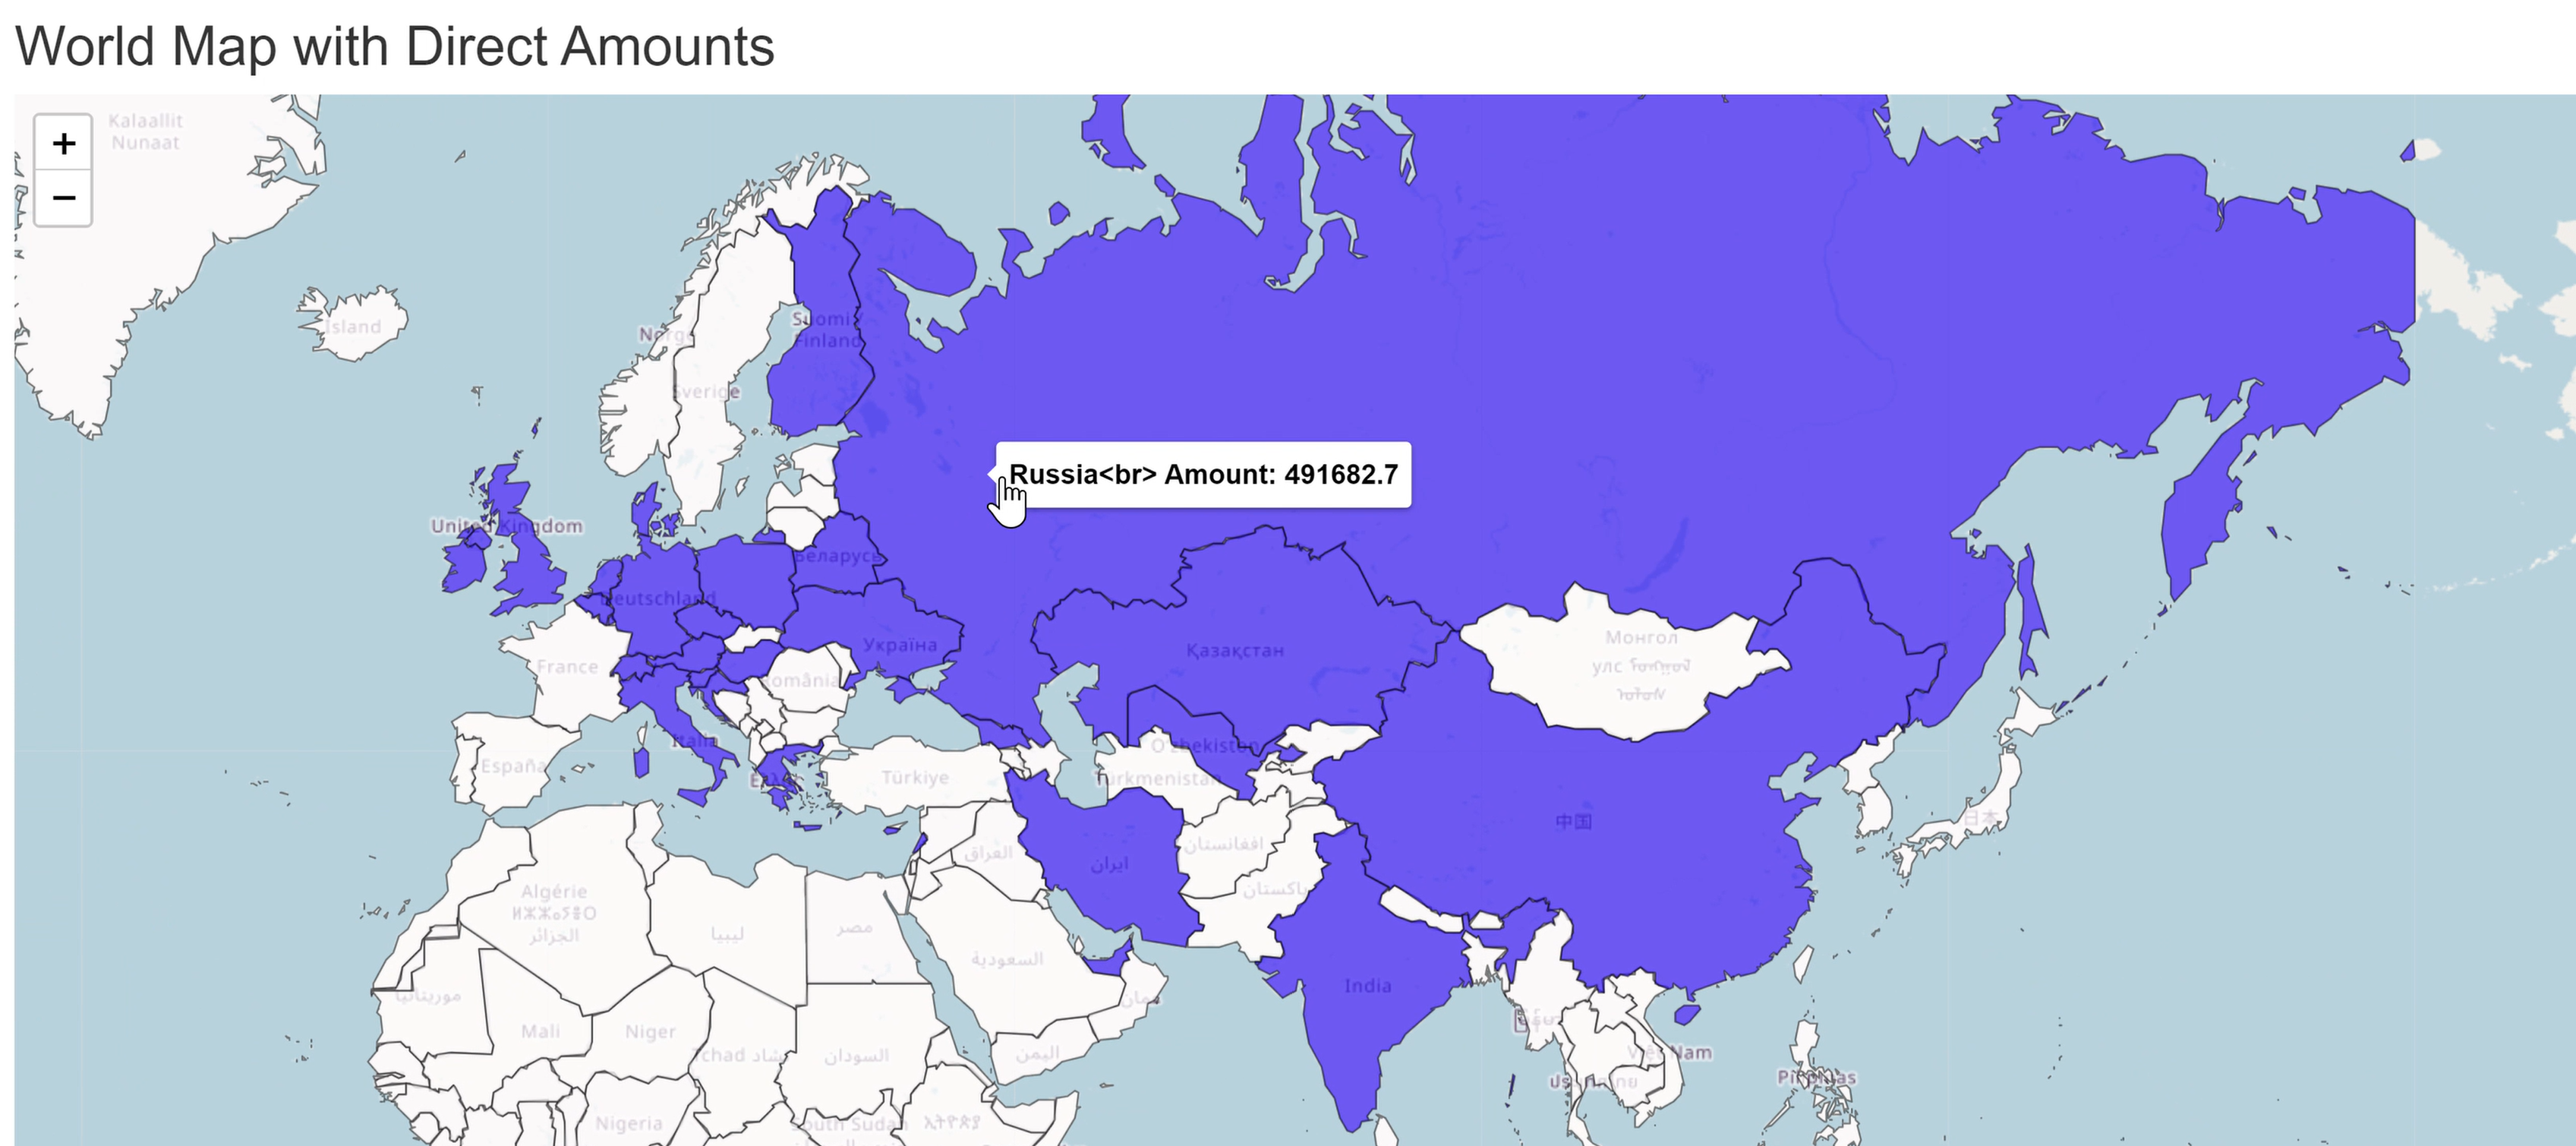 World Map with Direct Amounts
Kalaallit
Nunaat
+
−
Ísland
Norge
Suomi /
Finland
Sverige
Russia<br> Amount: 491682.7
United Kingdom
Беларусь
Deutschland
Україна
Қазақстан
Монгол
улс
France
România
Italia
O'zbekiston
España
Türkiye
Türkmenistan
日本
中国
افغانستان
العراق
ایران
پاکستان
Algérie
ⵍⵣⵣⴰⵢⴻⵔ
الجزائر
ليبيا
مصر
السعودية
India
عمان
موريتانيا
Mali
Niger
Tchad تشاد
السودان
اليمن
Việt Nam
Pilipinas
Nigeria
South Sudan